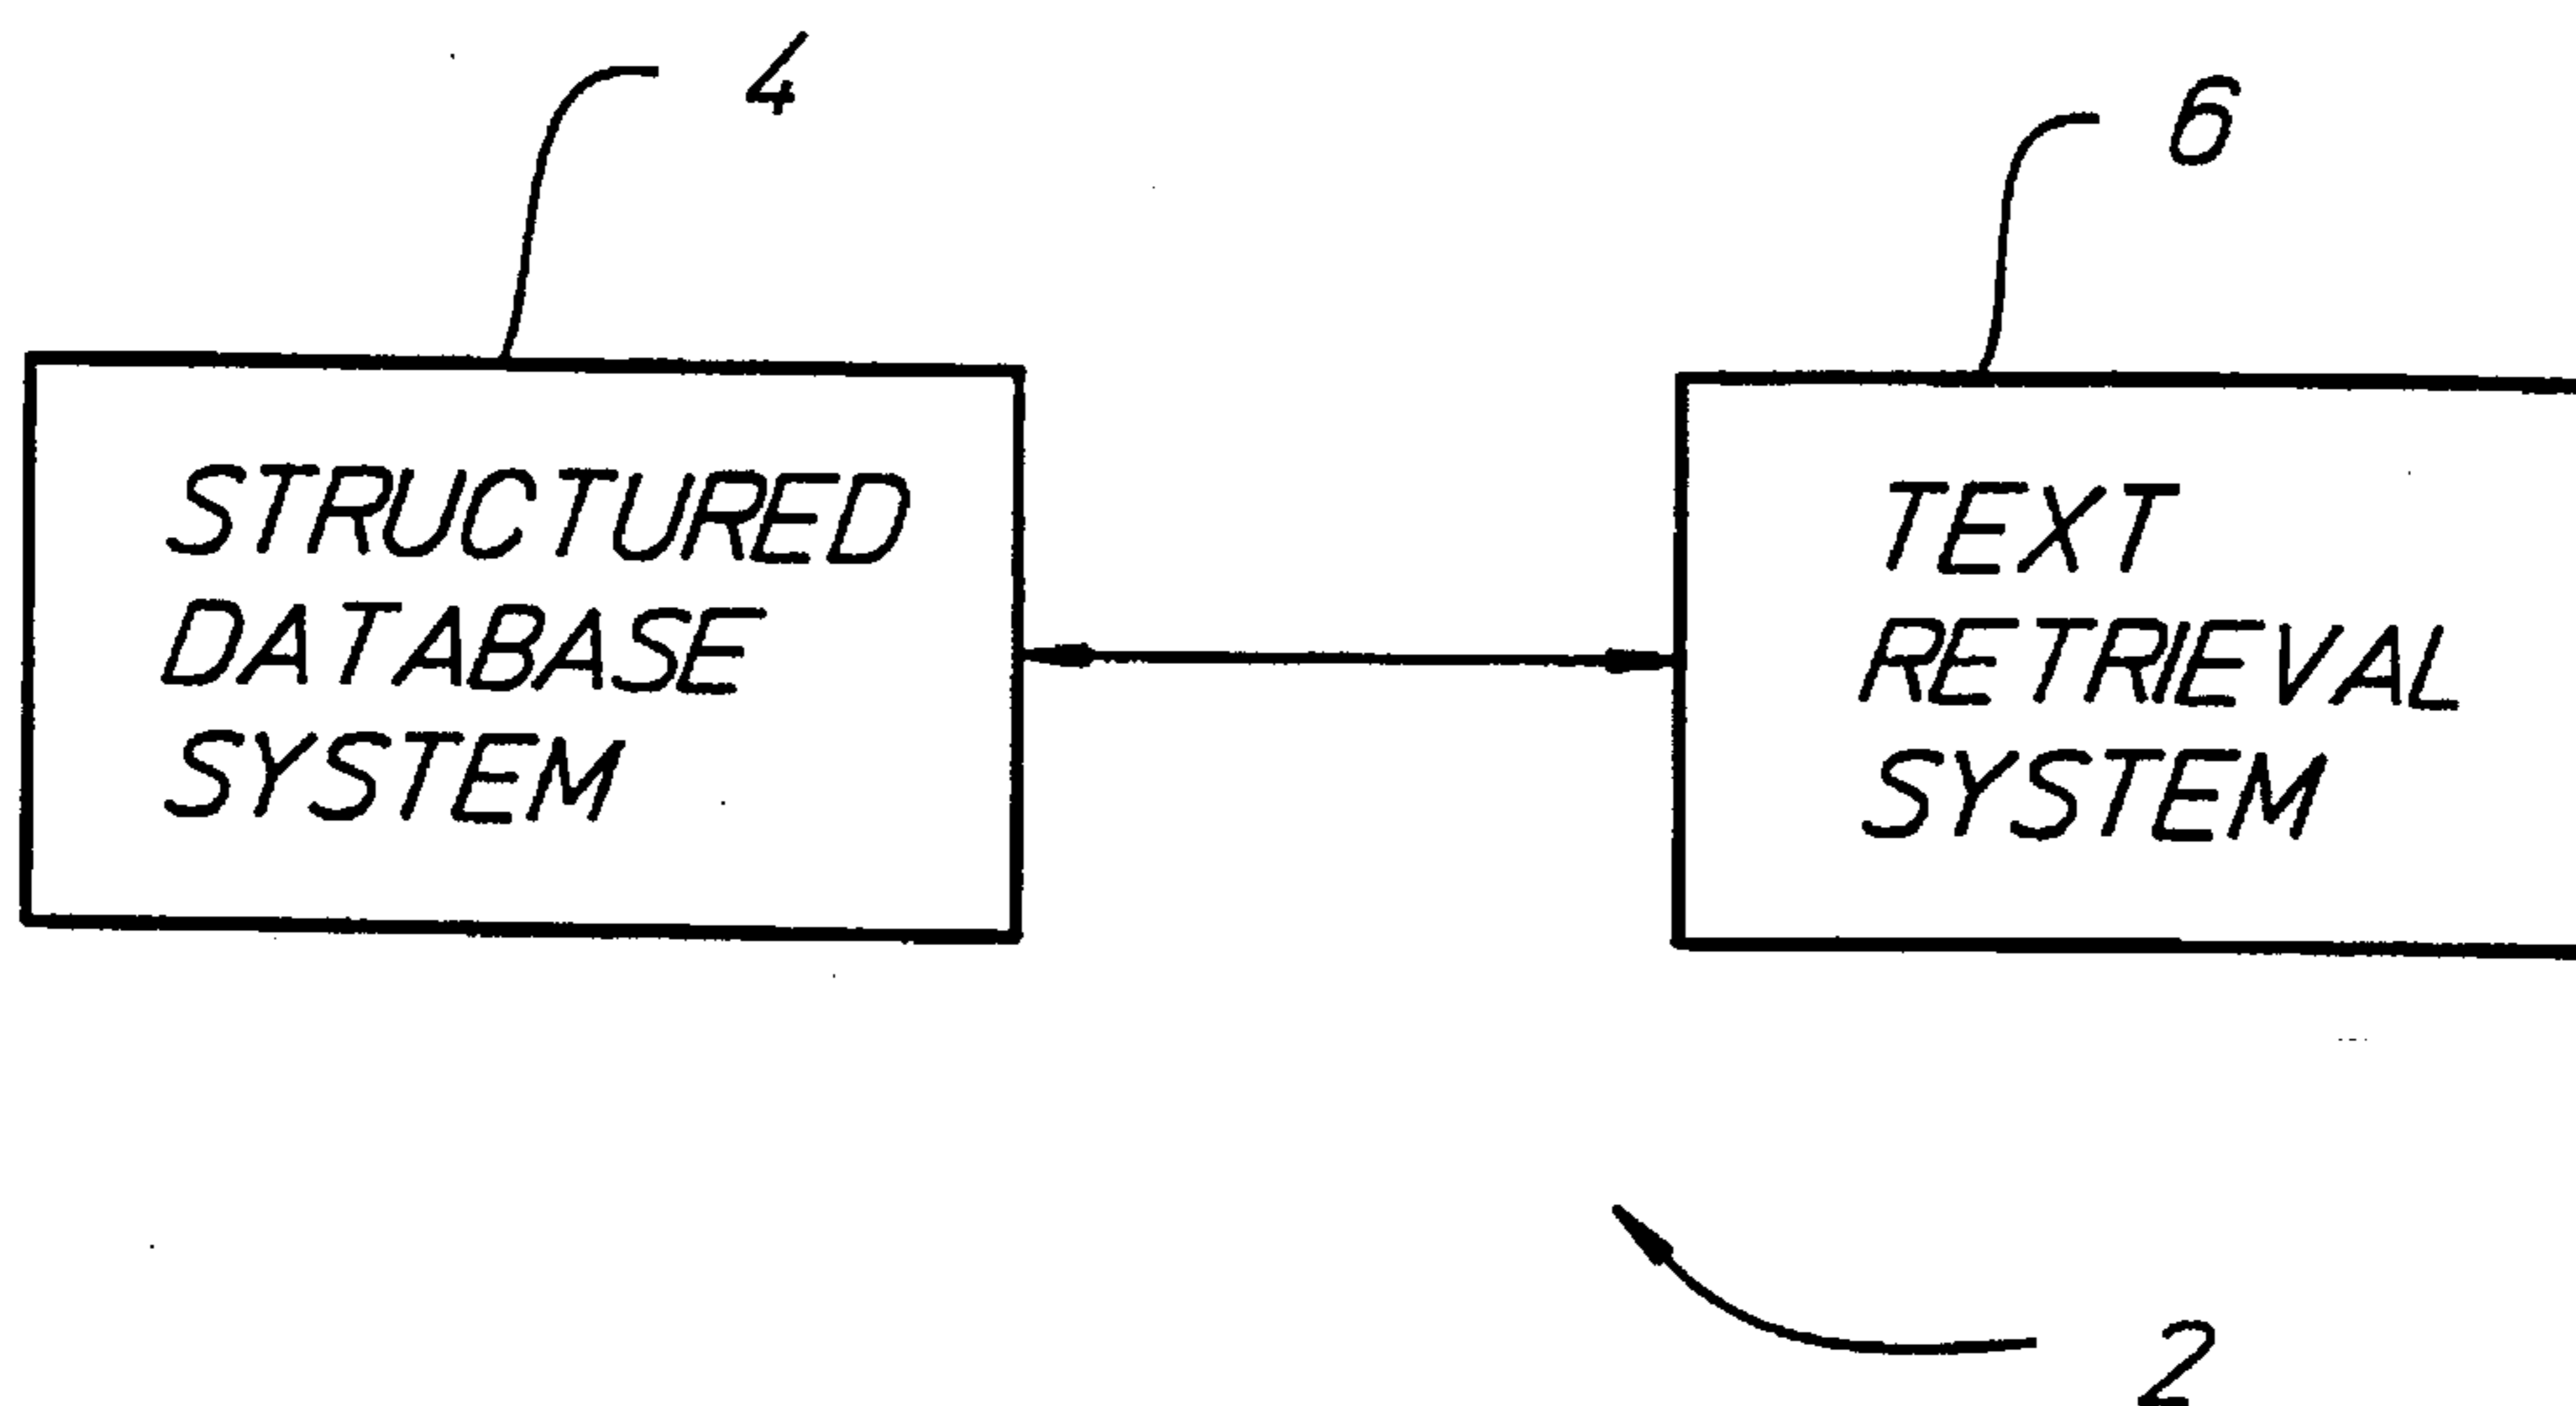 4
6
STRUCTURED
DATABASE
SYSTEM
TEXT
RETRIEVAL
SYSTEM
2